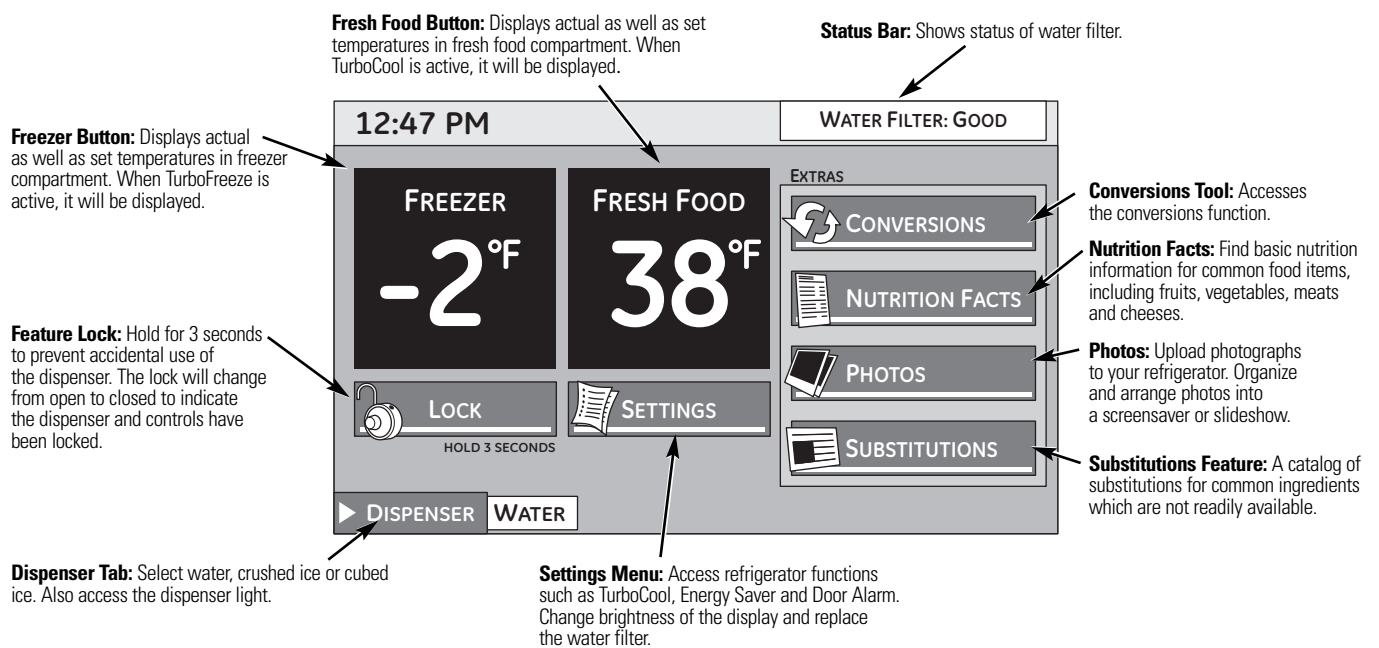 Fresh Food Button: Displays actual as well as set
temperatures in fresh food compartment. When
TurboCool is active, it will be displayed.
Status Bar: Shows status of water filter.
Freezer Button: Displays actual
as well as set temperatures in freezer
compartment. When TurboFreeze is
active, it will be displayed.
Feature Lock: Hold for 3 seconds
to prevent accidental use of
the dispenser. The lock will change
from open to closed to indicate
the dispenser and controls have
been locked.
12:47 PM
WATER FILTER: GOOD
FREEZER
-2°F
FRESH FOOD
38°F
LOCK
HOLD 3 SECONDS
SETTINGS
EXTRAS
CONVERSIONS
NUTRITION FACTS
PHOTOS
SUBSTITUTIONS
DISPENSER
WATER
Conversions Tool: Accesses
the conversions function.
Nutrition Facts: Find basic nutrition
information for common food items,
including fruits, vegetables, meats
and cheeses.
Photos: Upload photographs
to your refrigerator. Organize
and arrange photos into
a screensaver or slideshow.
Substitutions Feature: A catalog of
substitutions for common ingredients
which are not readily available.
Dispenser Tab: Select water, crushed ice or cubed
ice. Also access the dispenser light.
Settings Menu: Access refrigerator functions
such as TurboCool, Energy Saver and Door Alarm.
Change brightness of the display and replace
the water filter.